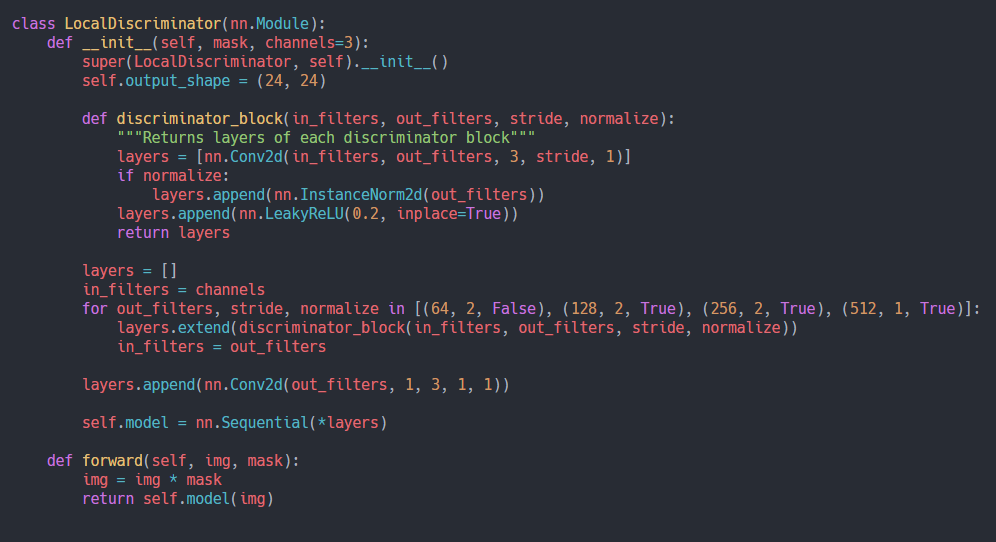 class LocalDiscriminator(nn.Module):
    def __init__(self, mask, channels=3):
        super(LocalDiscriminator, self).__init__()
        self.output_shape = (24, 24)

        def discriminator_block(in_filters, out_filters, stride, normalize):
            """Returns layers of each discriminator block"""
            layers = [nn.Conv2d(in_filters, out_filters, 3, stride, 1)]
            if normalize:
                layers.append(nn.InstanceNorm2d(out_filters))
            layers.append(nn.LeakyReLU(0.2, inplace=True))
            return layers

        layers = []
        in_filters = channels
        for out_filters, stride, normalize in [(64, 2, False), (128, 2, True), (256, 2, True), (512, 1, True)]:
            layers.extend(discriminator_block(in_filters, out_filters, stride, normalize))
            in_filters = out_filters

        layers.append(nn.Conv2d(out_filters, 1, 3, 1, 1))

        self.model = nn.Sequential(*layers)

    def forward(self, img, mask):
        img = img * mask
        return self.model(img)